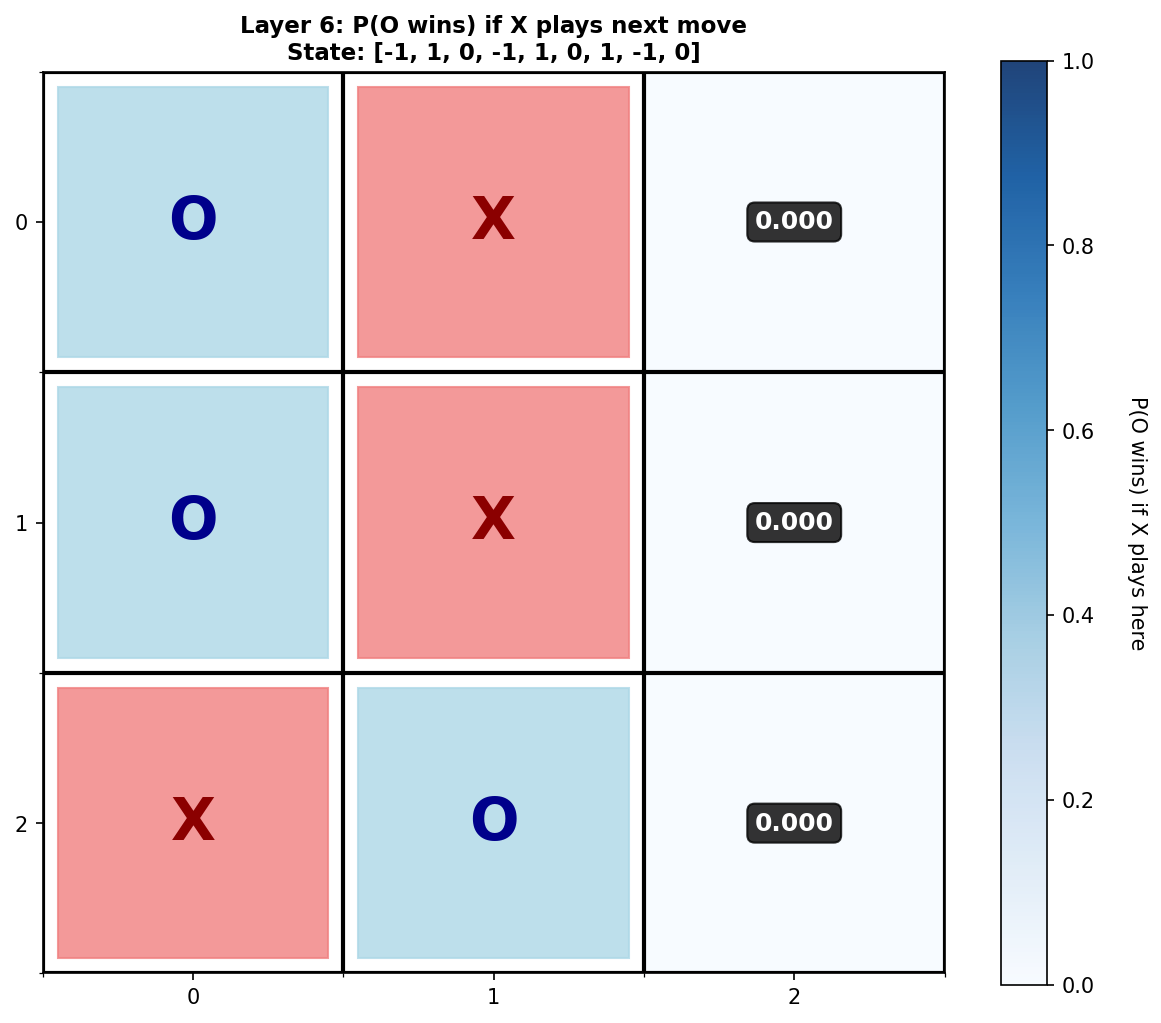 Layer 6: P(O wins) if X plays next move
State: [-1, 1, 0, -1, 1, 0, 1, -1, 0]
0 O X 0.000
1 O X 0.000
2 X O 0.000
0 1 2
1.0
0.8
0.6
0.4
0.2
0.0
P(O wins) if X plays here